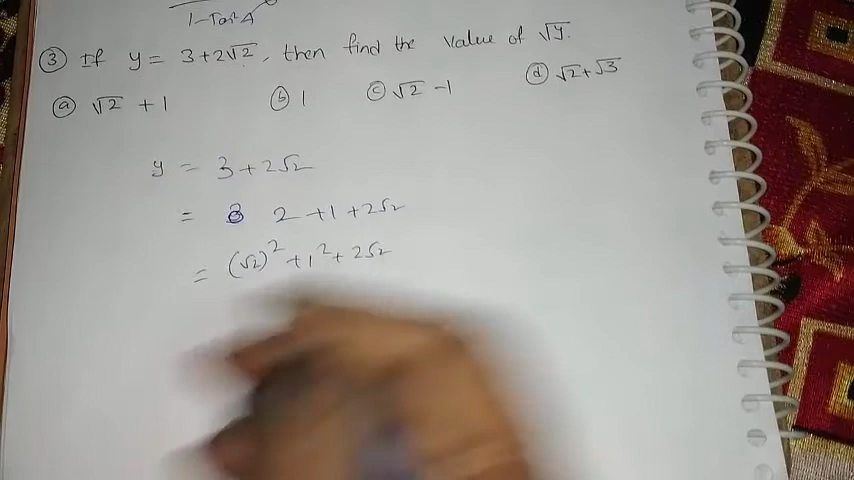 1-Tan²A
③ If y = 3+2√2, then find the value of √y.
ⓐ √2 + 1 ⓑ 1 ⓒ √2 -1 ⓓ √2+√3
y = 3+2√2
= 2 +1 +2√2
= (√2)² +1² + 2√2